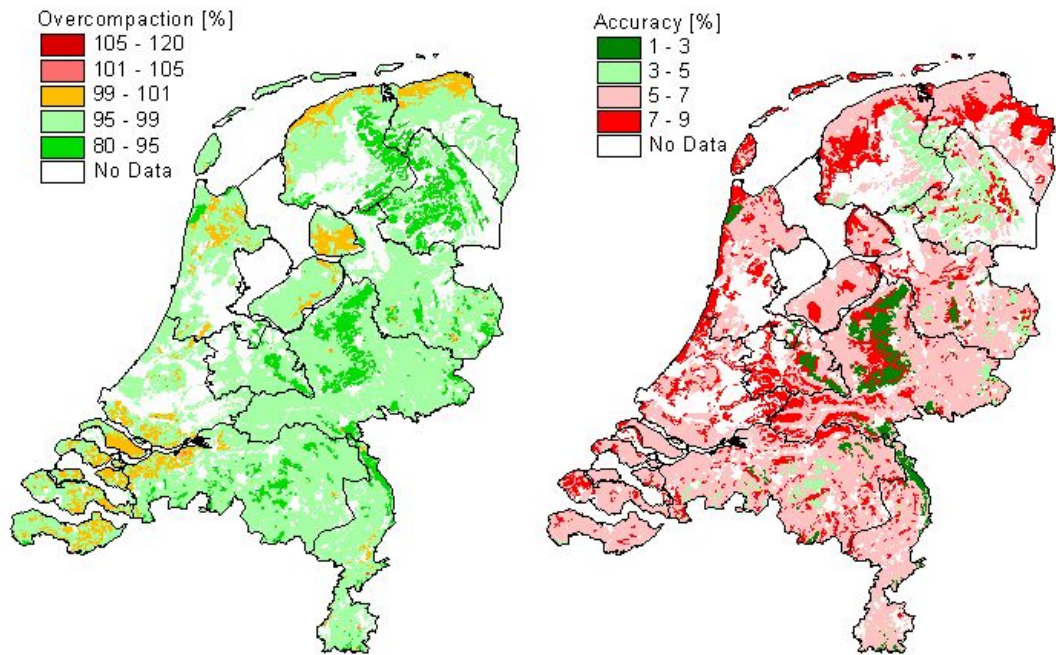 Overcompaction [%]
105 - 120
101 - 105
99 - 101
95 - 99
80 - 95
No Data
Accuracy [%]
1 - 3
3 - 5
5 - 7
7 - 9
No Data